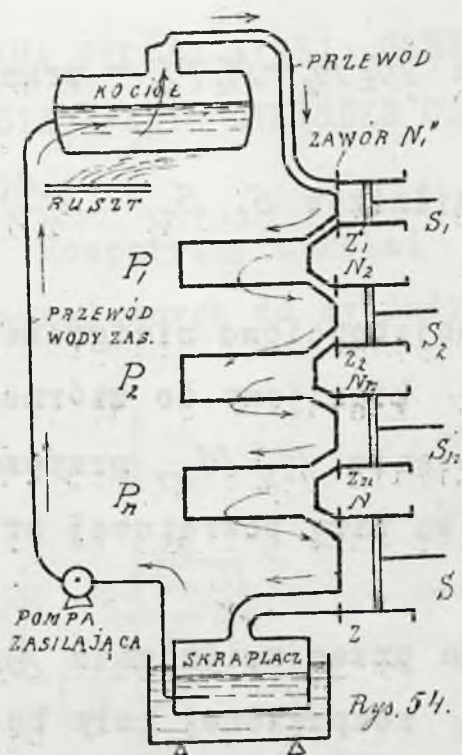 KOCIOŁ
PRZEWÓD
ZAWÓR N₁"
RUSZT
S₁
Z₁
P₁
N₂
PRZEWÓD
WODY ZAS.
S₂
Z₂
P₂
Nₙ
Sₙ
Zₙ
Pₙ
N
S
POMPA
ZASILAJĄCA
Z
SKRAPLACZ
Rys. 54.